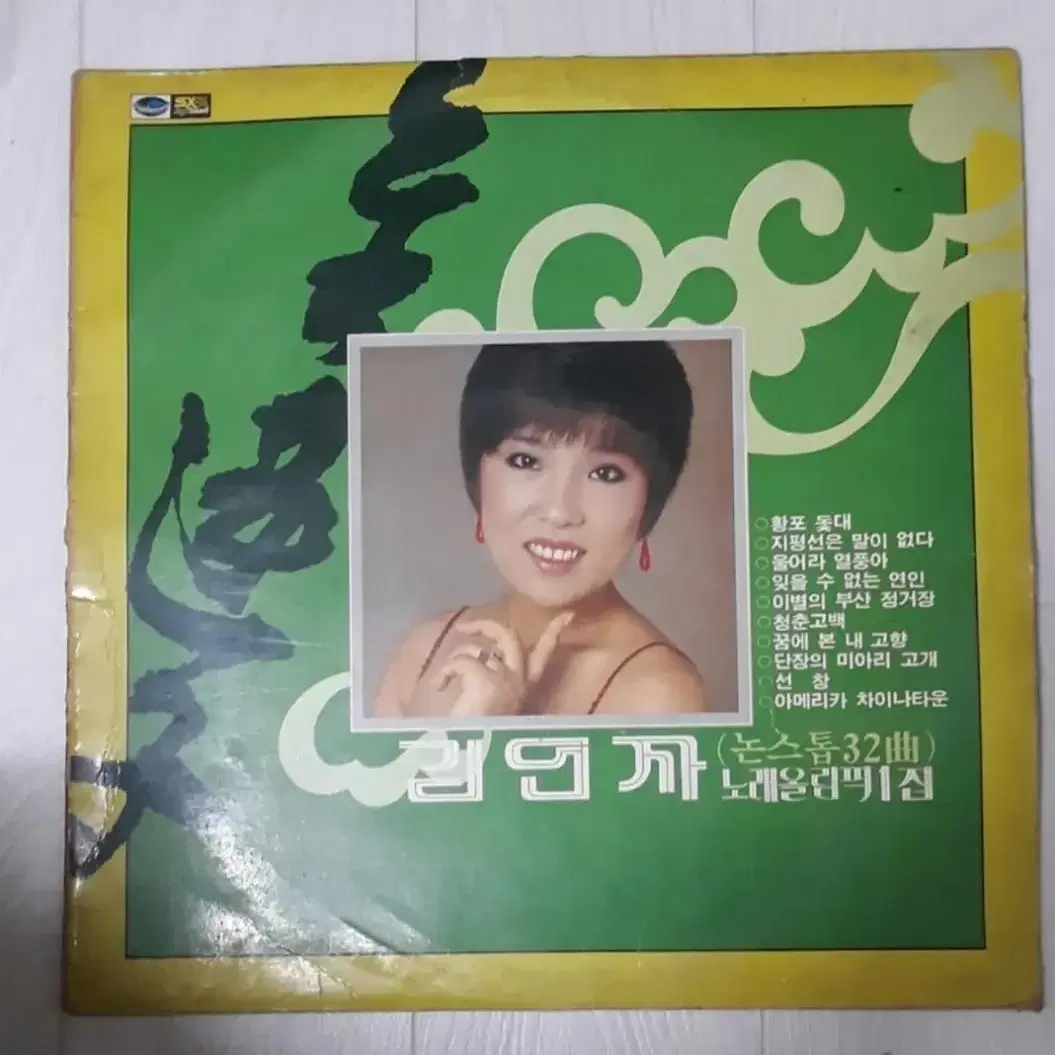 SX
황포 돛대
지평선은 말이 없다
울어라 열풍아
잊을 수 없는 연인
이별의 부산 정거장
청춘고백
꿈에 본 내 고향
단장의 미아리 고개
선 창
아메리카 차이나타운
김연자
(논스톱32曲)
노래올림픽1집